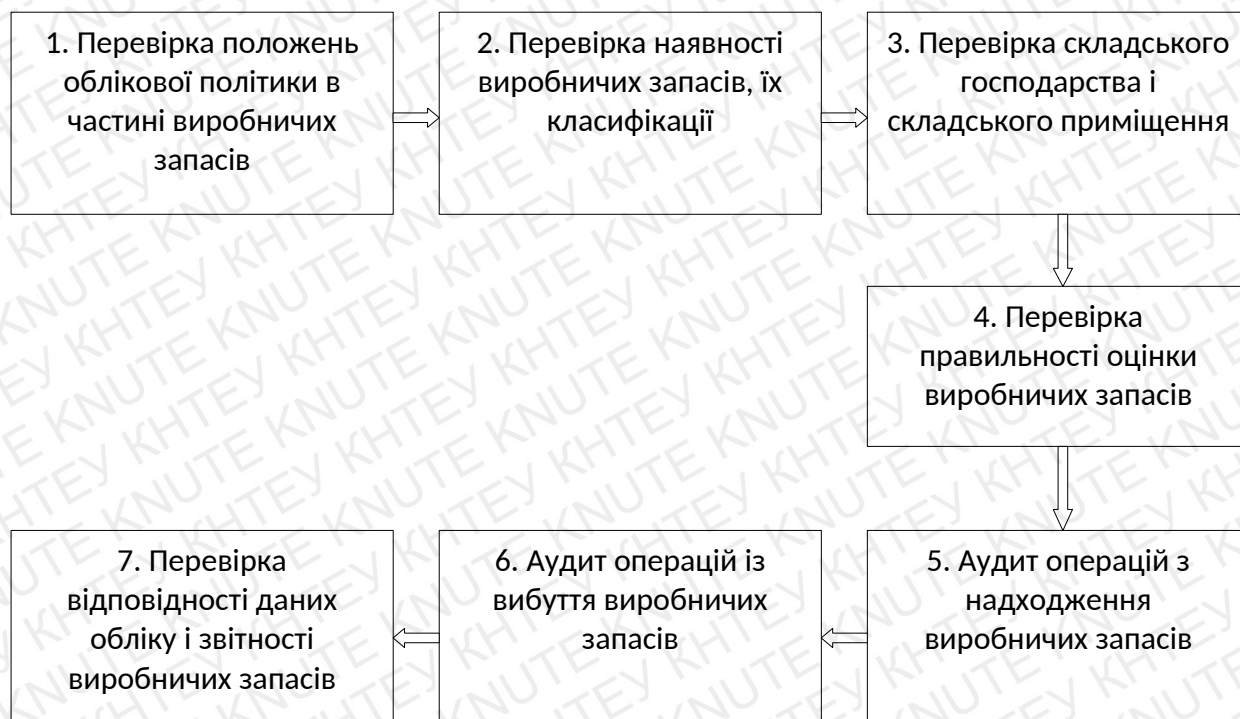 1. Перевірка положень
облікової політики в
частині виробничих
запасів
2. Перевірка наявності
виробничих запасів, їх
класифікації
3. Перевірка складського
господарства і
складського приміщення
4. Перевірка
правильності оцінки
виробничих запасів
5. Аудит операцій з
надходження
виробничих запасів
6. Аудит операцій із
вибуття виробничих
запасів
7. Перевірка
відповідності даних
обліку і звітності
виробничих запасів